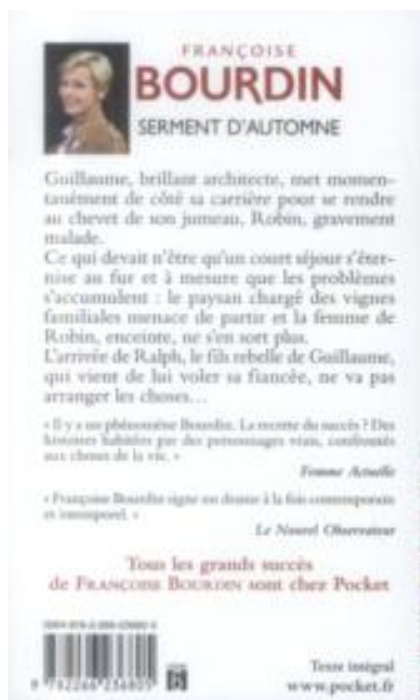 FRANÇOISE
BOURDIN
SERMENT D'AUTOMNE
Guillaume, brillant architecte, met momen-
tanément de côté sa carrière pour se rendre
au chevet de son jumeau, Robin, gravement
malade.
Ce qui devait n'être qu'un court séjour s'éter-
nise au fur et à mesure que les problèmes
s'accumulent : le paysan chargé des vignes
familiales menace de partir et la femme de
Robin, enceinte, ne s'en sort plus.
L'arrivée de Ralph, le fils rebelle de Guillaume,
qui vient de lui voler sa fiancée, ne va pas
arranger les choses…
« Il y a un phénomène Bourdin. La recette du succès ? Des
histoires habitées par des personnages vrais, confrontés
aux choses de la vie. »
Femme Actuelle
« Françoise Bourdin signe un drame à la fois contemporain
et intemporel. »
Le Nouvel Observateur
Tous les grands succès
de FRANÇOISE BOURDIN sont chez Pocket
9 782266 236805
Texte intégral
www.pocket.fr